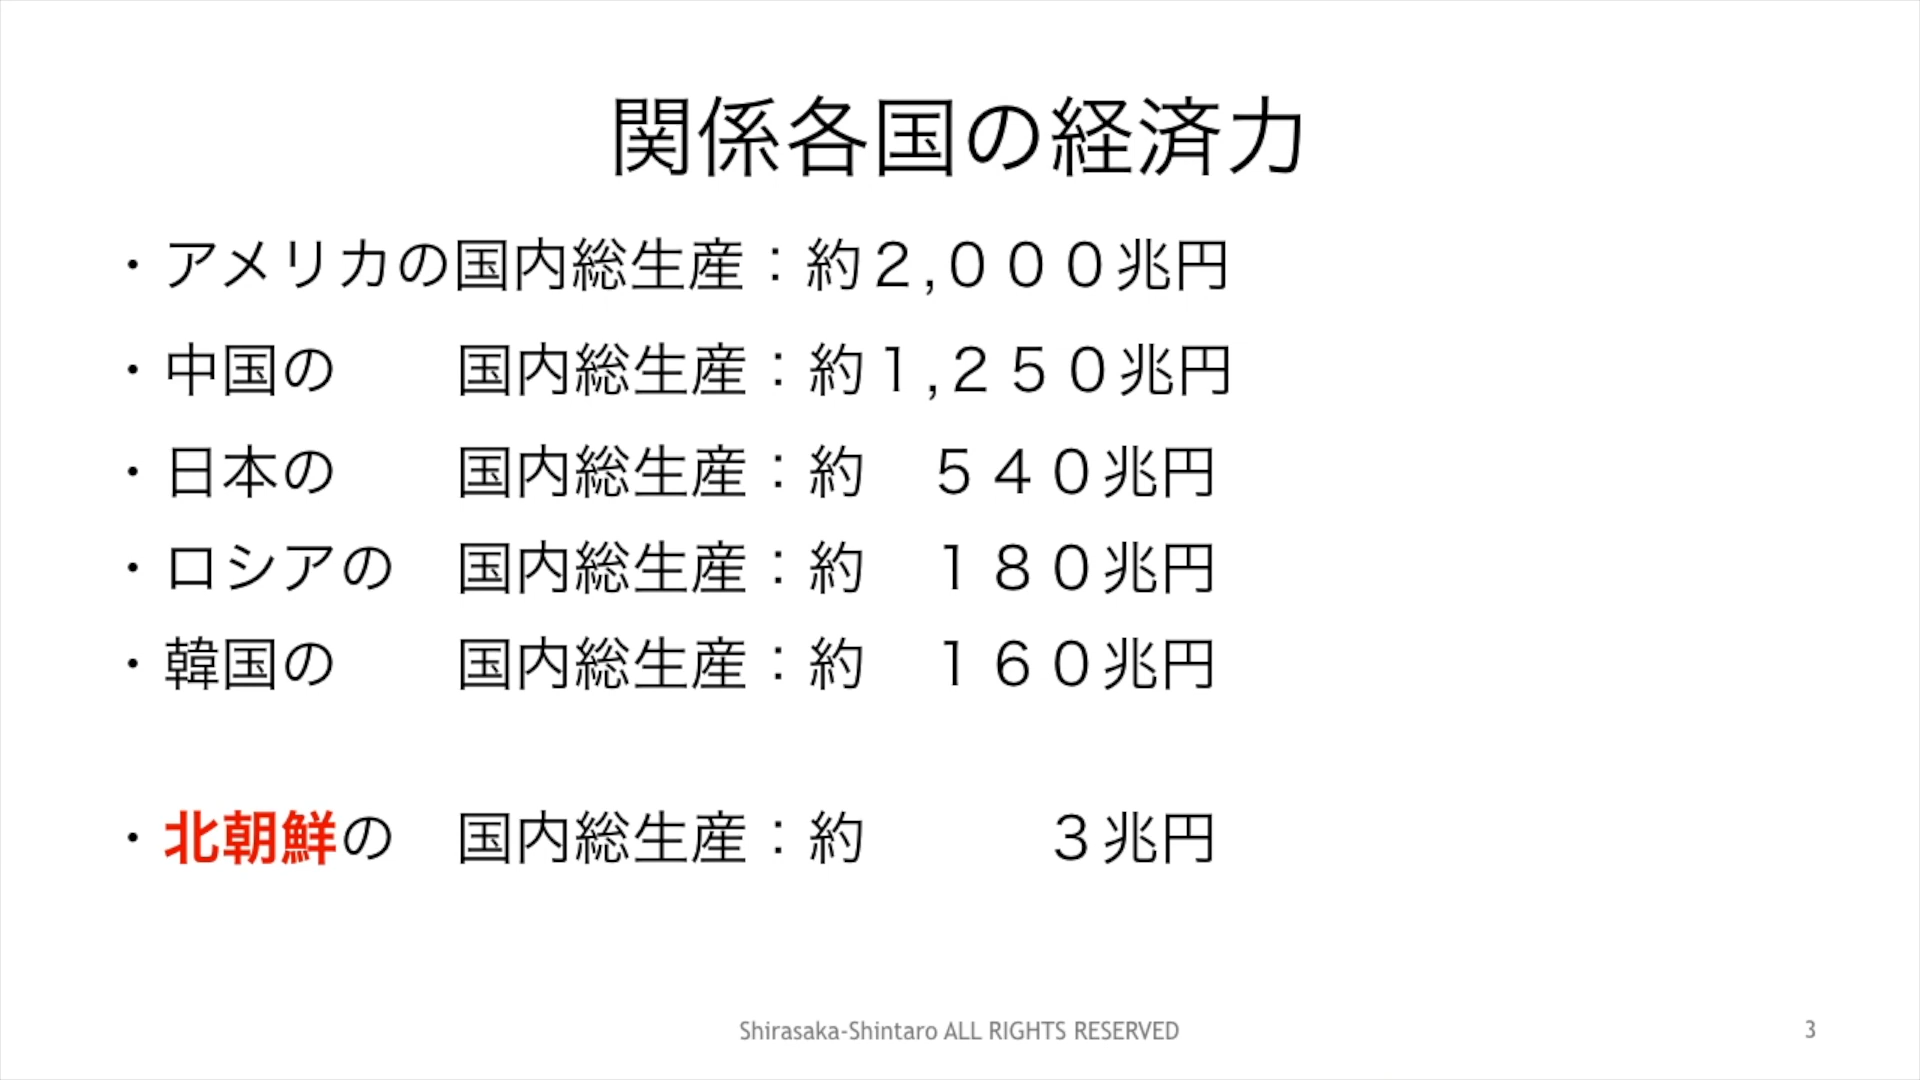 関係各国の経済力
・アメリカの国内総生産：約２,０００兆円
・中国の　　国内総生産：約１,２５０兆円
・日本の　　国内総生産：約　５４０兆円
・ロシアの　国内総生産：約　１８０兆円
・韓国の　　国内総生産：約　１６０兆円
・北朝鮮の　国内総生産：約　　　３兆円
Shirasaka-Shintaro ALL RIGHTS RESERVED
3